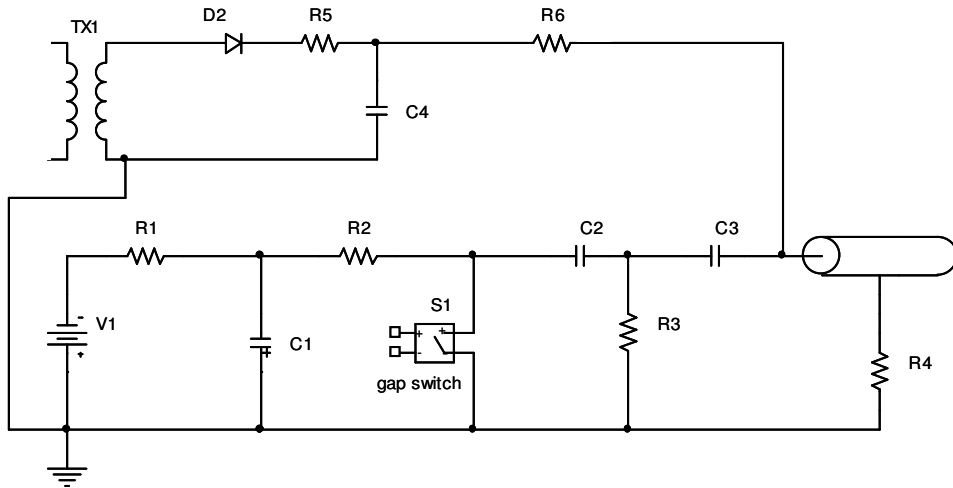 TX1
D2
R5
R6
C4
R1
R2
C2
C3
S1
V1
-
+
C1
+
+
-
+
gap switch
R3
R4